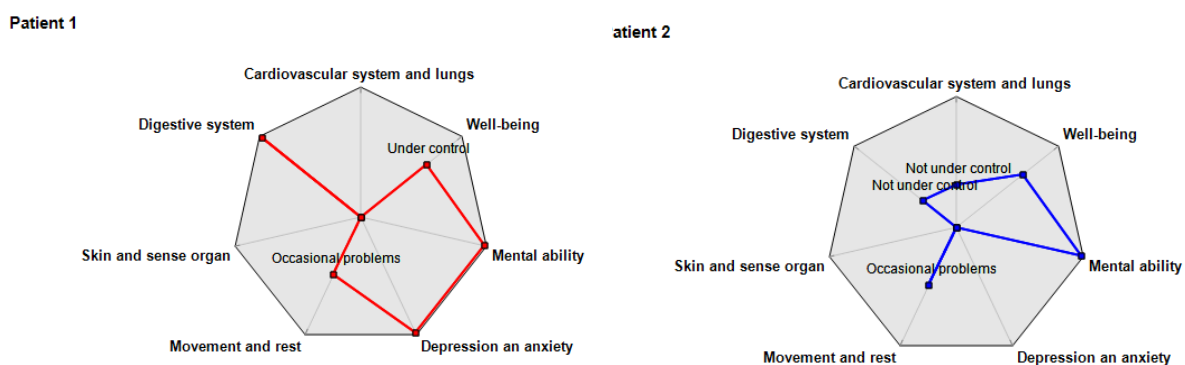 Patient 1
Cardiovascular system and lungs
Digestive system
Well-being
Under control
Skin and sense organ
Occasional problems
Mental ability
Movement and rest
Depression an anxiety
atient 2
Cardiovascular system and lungs
Digestive system
Well-being
Not under control
Not under control
Skin and sense organ
Occasional problems
Mental ability
Movement and rest
Depression an anxiety